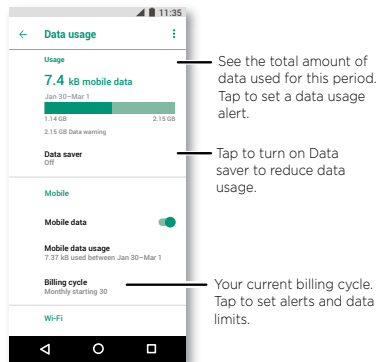 11:35
Data usage
Usage
7.4 kB mobile data
Jan 30–Mar 1
1.14 GB 2.15 GB
2.15 GB Data warning
Data saver
Off
Mobile
Mobile data
Mobile data usage
7.37 kB used between Jan 30–Mar 1
Billing cycle
Monthly starting 30
Wi-Fi
See the total amount of
data used for this period.
Tap to set a data usage
alert.
Tap to turn on Data
saver to reduce data
usage.
Your current billing cycle.
Tap to set alerts and data
limits.